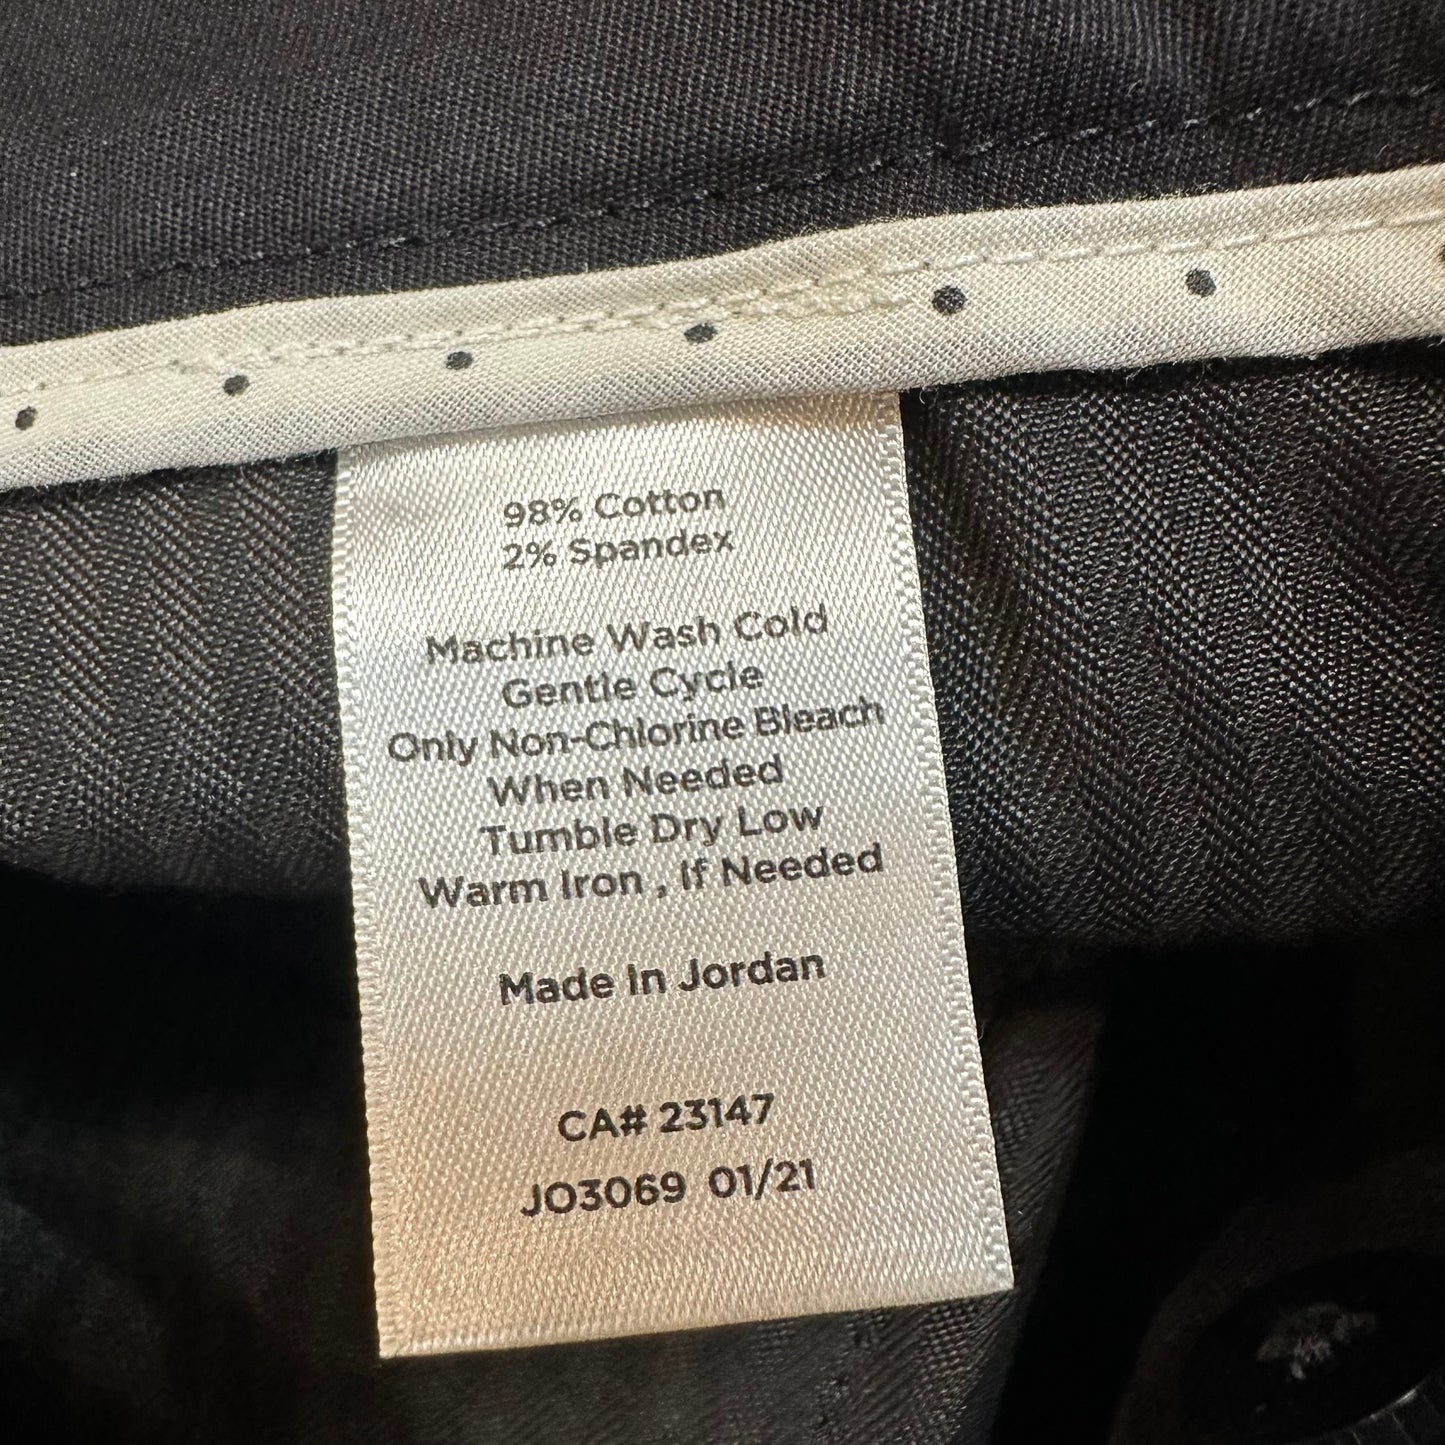 98% Cotton
2% Spandex
Machine Wash Cold
Gentle Cycle
Only Non-Chlorine Bleach
When Needed
Tumble Dry Low
Warm Iron , If Needed
Made In Jordan
CA# 23147
JO3069 01/21